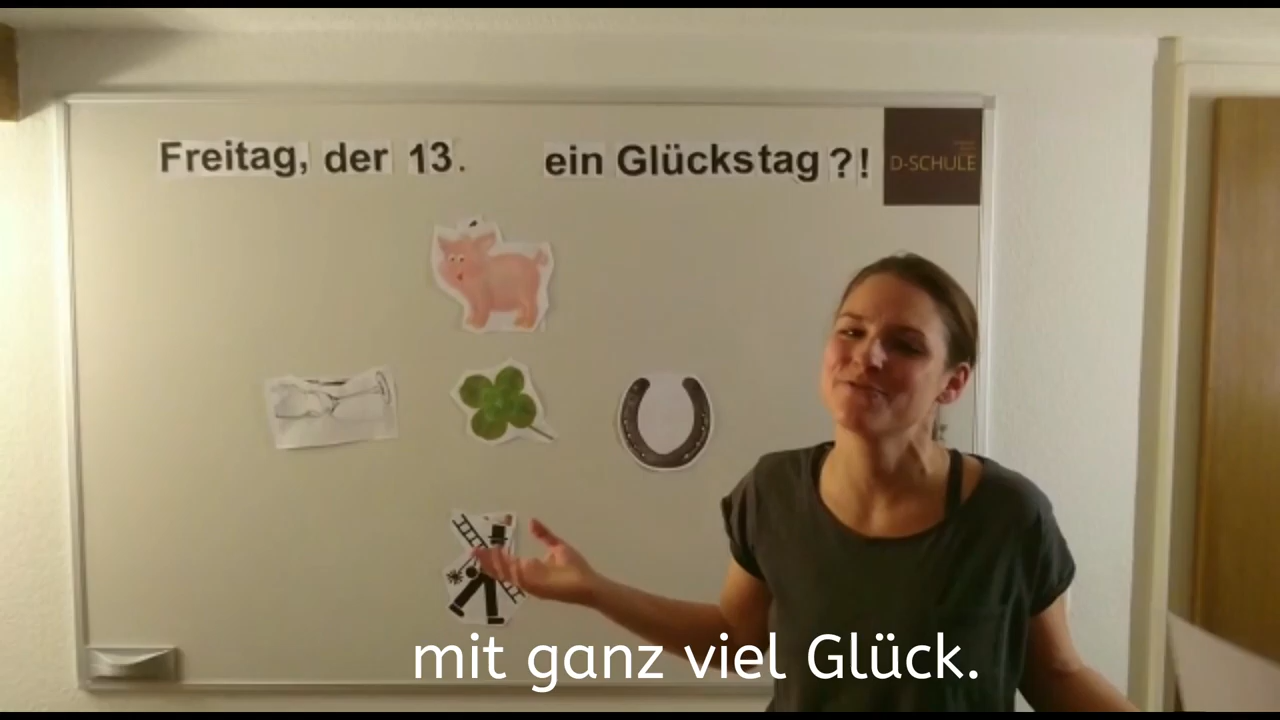 Freitag, der 13. ein Glückstag ?!
D-SCHULE
mit ganz viel Glück.